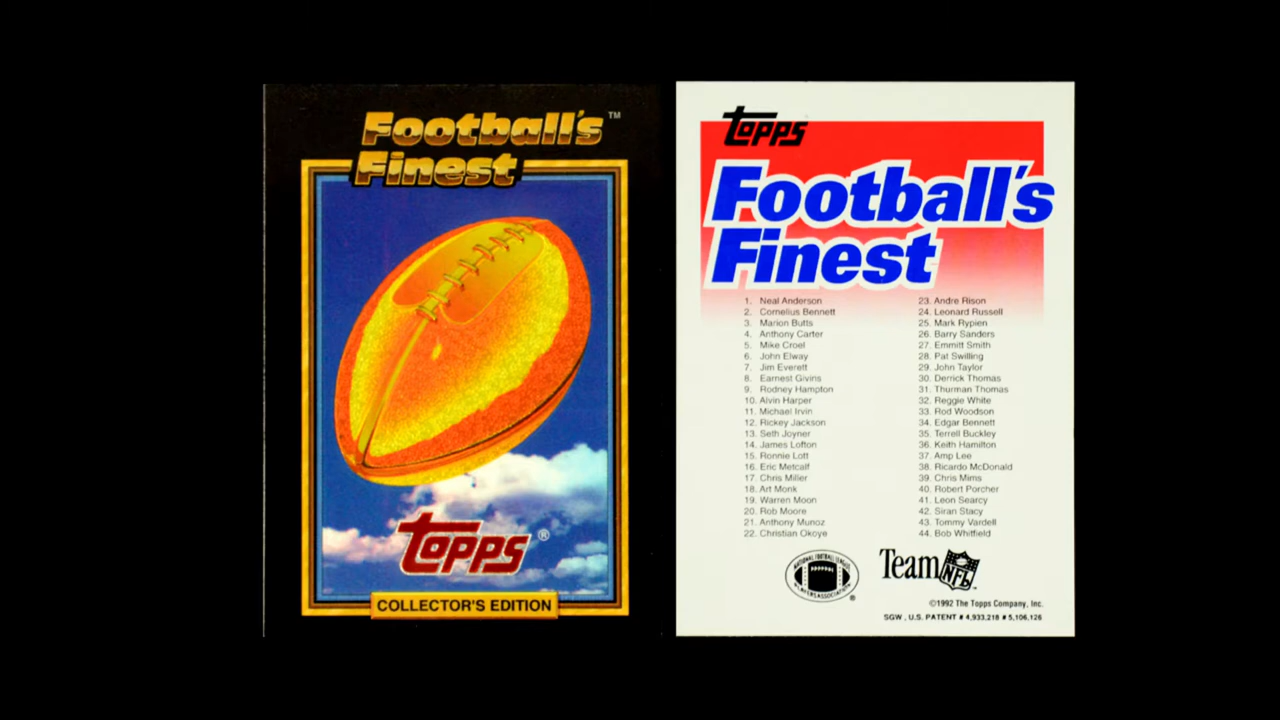 Football's™
Finest
Topps®
COLLECTOR'S EDITION
Topps
Football's
Finest
1. Neal Anderson
2. Cornelius Bennett
3. Marion Butts
4. Anthony Carter
5. Mike Croel
6. John Elway
7. Jim Everett
8. Earnest Givins
9. Rodney Hampton
10. Alvin Harper
11. Michael Irvin
12. Rickey Jackson
13. Seth Joyner
14. James Lofton
15. Ronnie Lott
16. Eric Metcalf
17. Chris Miller
18. Art Monk
19. Warren Moon
20. Rob Moore
21. Anthony Munoz
22. Christian Okoye
23. Andre Rison
24. Leonard Russell
25. Mark Rypien
26. Barry Sanders
27. Emmitt Smith
28. Pat Swilling
29. John Taylor
30. Derrick Thomas
31. Thurman Thomas
32. Reggie White
33. Rod Woodson
34. Edgar Bennett
35. Terrell Buckley
36. Keith Hamilton
37. Amp Lee
38. Ricardo McDonald
39. Chris Mims
40. Robert Porcher
41. Leon Searcy
42. Siran Stacy
43. Tommy Vardell
44. Bob Whitfield
NATIONAL FOOTBALL LEAGUE
PLAYERS ASSOCIATION ®
Team NFL
©1992 The Topps Company, Inc.
SGW, U.S. PATENT # 4,933,218 # 5,106,126